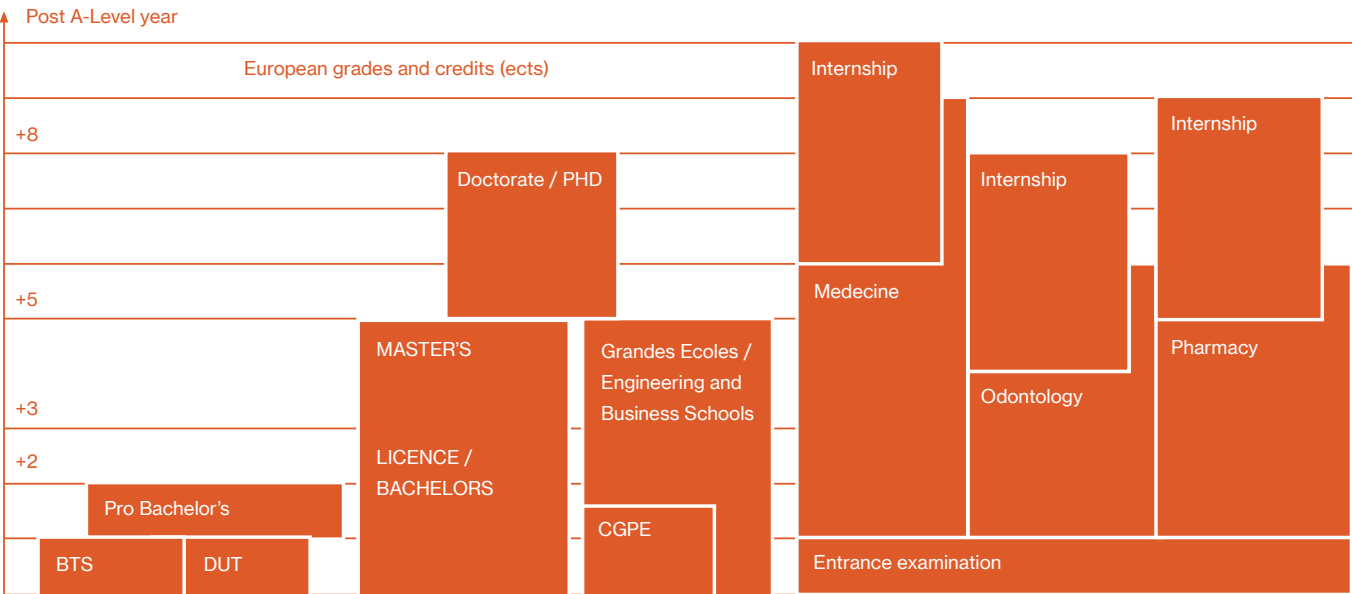 Post A-Level year
European grades and credits (ects)
+8
+5
+3
+2
Doctorate / PHD
MASTER'S
LICENCE /
BACHELORS
Pro Bachelor's
BTS
DUT
Grandes Ecoles /
Engineering and
Business Schools
CGPE
Internship
Medecine
Internship
Odontology
Internship
Pharmacy
Entrance examination